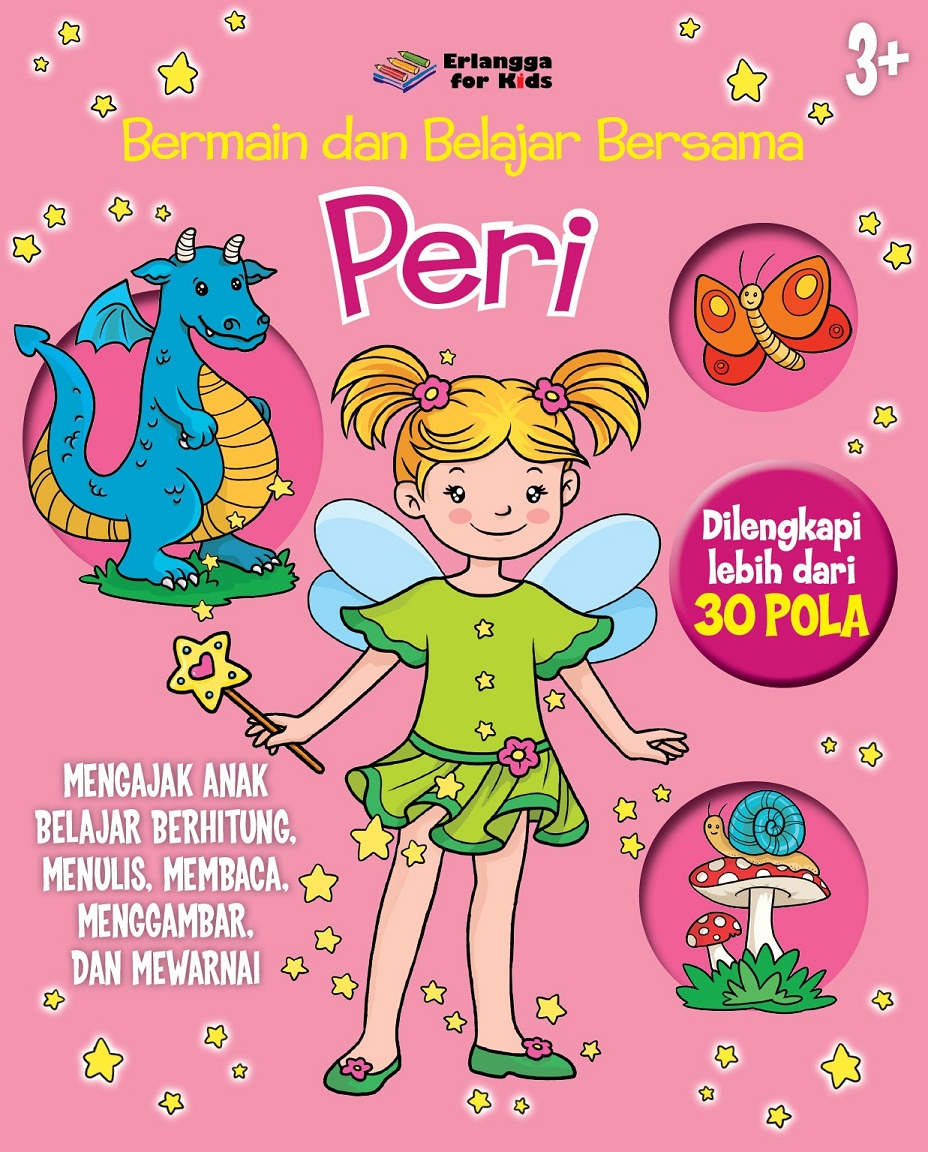 Erlangga
for Kids
3+
Bermain dan Belajar Bersama
Peri
Dilengkapi
lebih dari
30 POLA
MENGAJAK ANAK
BELAJAR BERHITUNG,
MENULIS, MEMBACA,
MENGGAMBAR,
DAN MEWARNAI